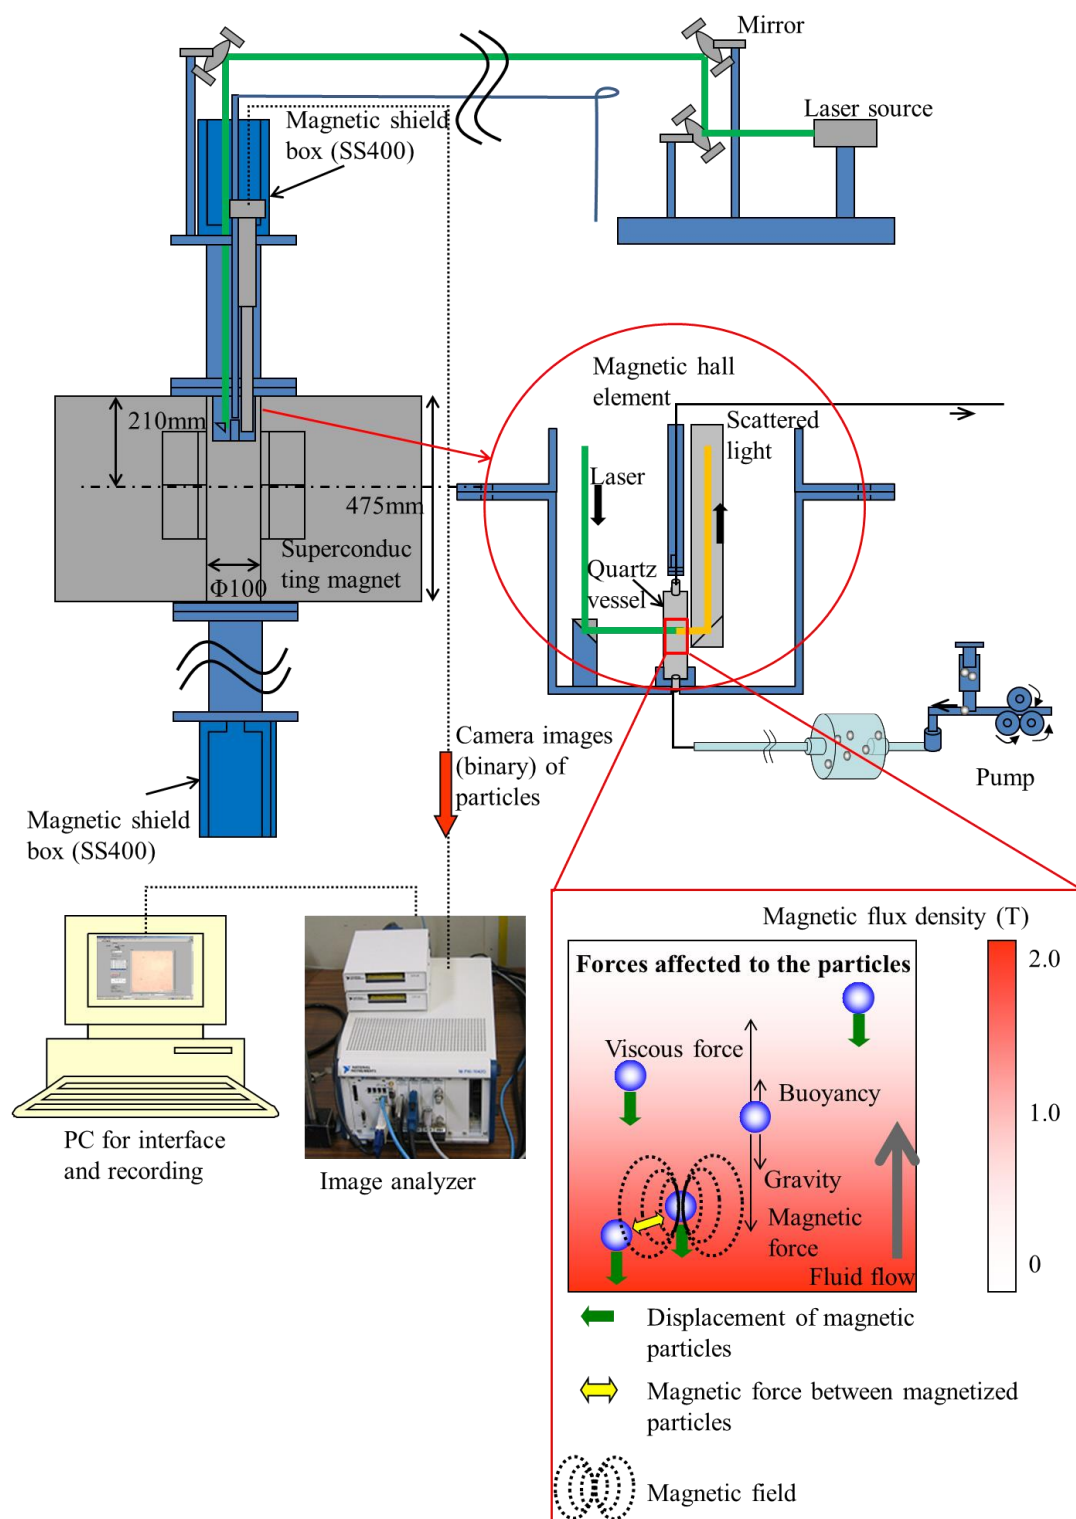 Mirror
Laser source
Magnetic shield
box (SS400)
Magnetic hall
element
Scattered
light
210mm
Laser
475mm
Superconduc
ting magnet
Φ100
Quartz
vessel
Camera images
(binary) of
particles
Pump
Magnetic shield
box (SS400)
Magnetic flux density (T)
Forces affected to the particles
2.0
Viscous force
Buoyancy
1.0
PC for interface
and recording
Image analyzer
Gravity
Magnetic
force
0
Fluid flow
Displacement of magnetic
particles
Magnetic force between magnetized
particles
Magnetic field